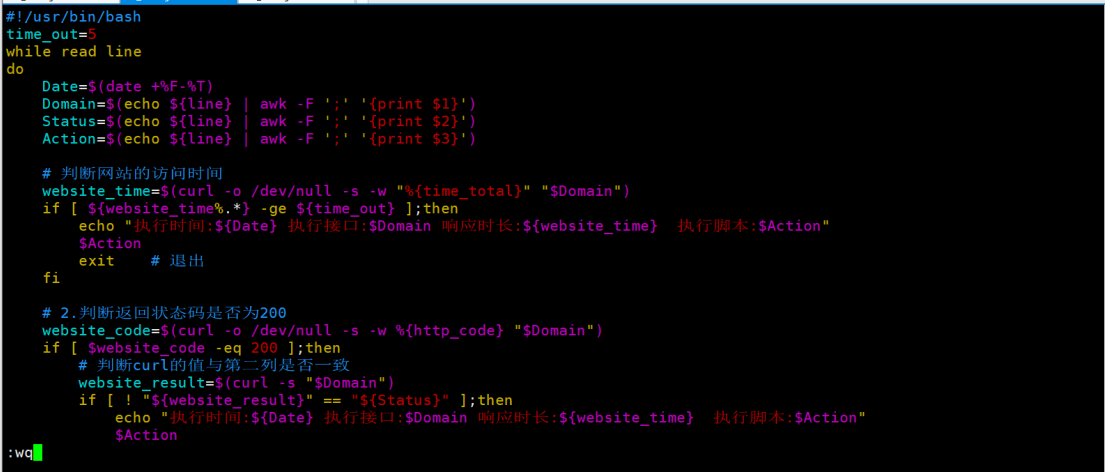 #!/usr/bin/bash
time_out=5
while read line
do
    Date=$(date +%F-%T)
    Domain=$(echo ${line} | awk -F ';' '{print $1}')
    Status=$(echo ${line} | awk -F ';' '{print $2}')
    Action=$(echo ${line} | awk -F ';' '{print $3}')
    # 判断网站的访问时间
    website_time=$(curl -o /dev/null -s -w "%{time_total}" "$Domain")
    if [ ${website_time%.*} -ge ${time_out} ];then
        echo "执行时间:${Date} 执行接口:$Domain 响应时长:${website_time}  执行脚本:$Action"
        $Action
        exit    # 退出
    fi
    # 2.判断返回状态码是否为200
    website_code=$(curl -o /dev/null -s -w %{http_code} "$Domain")
    if [ $website_code -eq 200 ];then
        # 判断curl的值与第二列是否一致
        website_result=$(curl -s "$Domain")
        if [ ! "${website_result}" == "${Status}" ];then
            echo "执行时间:${Date} 执行接口:$Domain 响应时长:${website_time}  执行脚本:$Action"
            $Action
:wq